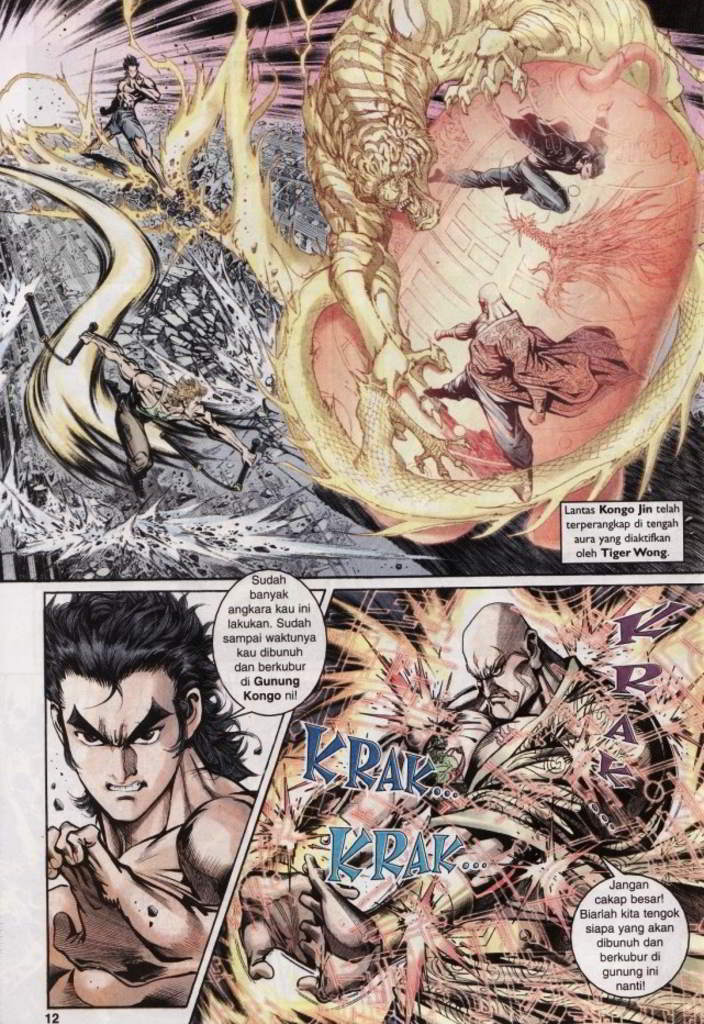 Lantas Kongo Jin telah
terperangkap di tengah
aura yang diaktifkan
oleh Tiger Wong.
Sudah
banyak
angkara kau ini
lakukan. Sudah
sampai waktunya
kau dibunuh
dan berkubur
di Gunung
Kongo ni!
KRAK...
KRAK...
KRAK...
Jangan
cakap besar!
Biarlah kita tengok
siapa yang akan
dibunuh dan
berkubur di
gunung ini
nanti!
12